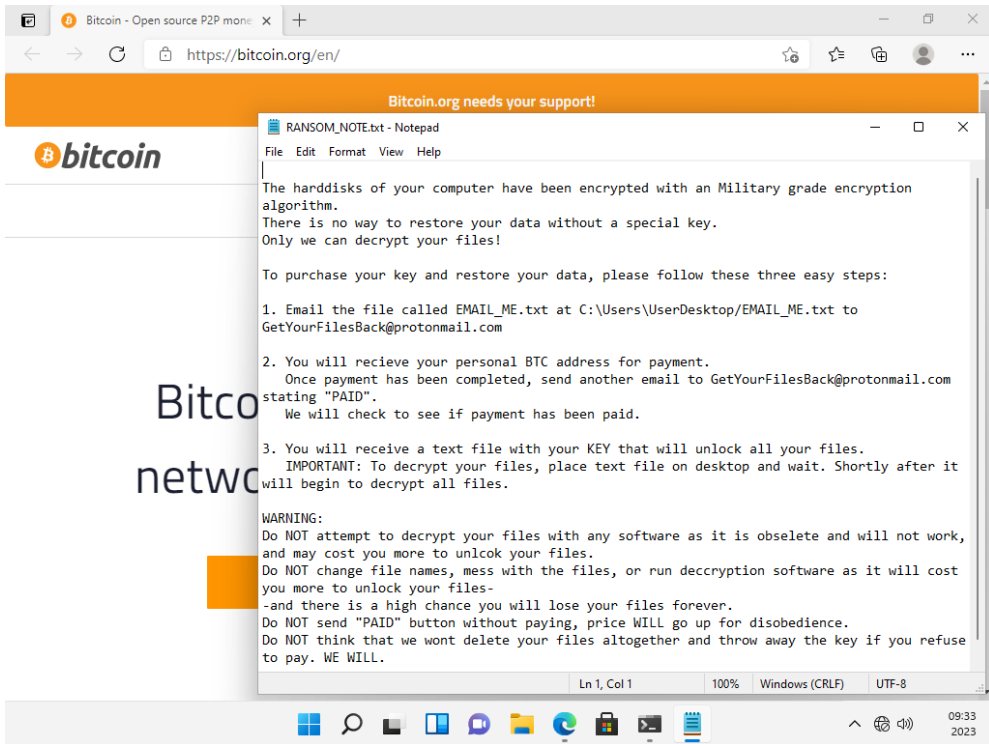 Bitcoin - Open source P2P mone
https://bitcoin.org/en/
Bitcoin.org needs your support!
bitcoin
RANSOM_NOTE.txt - Notepad
File Edit Format View Help
The harddisks of your computer have been encrypted with an Military grade encryption
algorithm.
There is no way to restore your data without a special key.
Only we can decrypt your files!
To purchase your key and restore your data, please follow these three easy steps:
1. Email the file called EMAIL_ME.txt at C:\Users\UserDesktop/EMAIL_ME.txt to
GetYourFilesBack@protonmail.com
2. You will recieve your personal BTC address for payment.
Once payment has been completed, send another email to GetYourFilesBack@protonmail.com
stating "PAID".
We will check to see if payment has been paid.
3. You will receive a text file with your KEY that will unlock all your files.
IMPORTANT: To decrypt your files, place text file on desktop and wait. Shortly after it
will begin to decrypt all files.
WARNING:
Do NOT attempt to decrypt your files with any software as it is obselete and will not work,
and may cost you more to unlcok your files.
Do NOT change file names, mess with the files, or run deccryption software as it will cost
you more to unlock your files-
-and there is a high chance you will lose your files forever.
Do NOT send "PAID" button without paying, price WILL go up for disobedience.
Do NOT think that we wont delete your files altogether and throw away the key if you refuse
to pay. WE WILL.
Bitco
netwo
Ln 1, Col 1 100% Windows (CRLF) UTF-8
09:33
2023